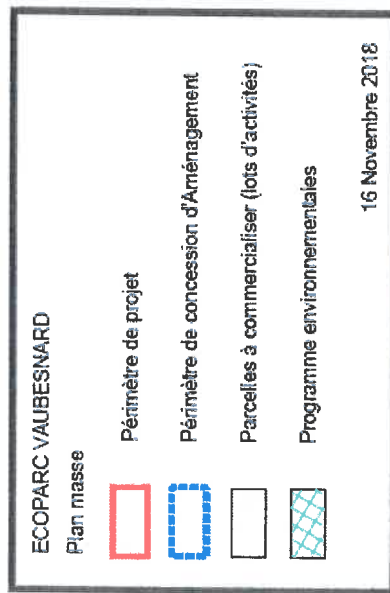 ECOPARC VAUBESNARD
Plan masse
Périmètre de projet
Périmètre de concession d'Aménagement
Parcelles à commercialiser (lots d'activités)
Programme environnementales
16 Novembre 2018